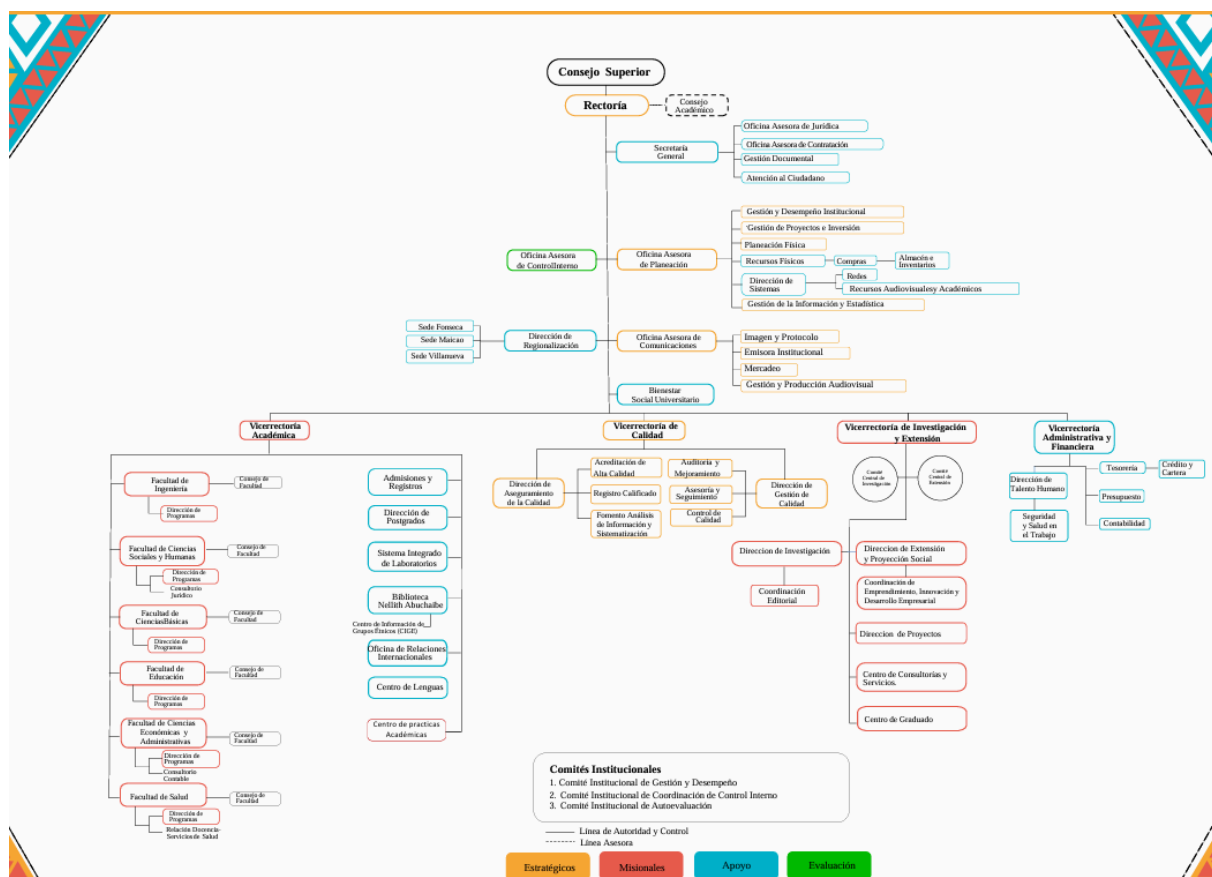 Consejo Superior
Rectoría
Consejo
Académico
Secretaría
General
Oficina Asesora de Jurídica
Oficina Asesora de Contratación
Gestión Documental
Atención al Ciudadano
Oficina Asesora
de ControlInterno
Oficina Asesora
de Planeación
Gestión y Desempeño Institucional
Gestión de Proyectos e Inversión
Planeación Física
Recursos Físicos
Compras
Almacén e
Inventarios
Dirección de
Sistemas
Redes
Recursos Audiovisualesy Académicos
Gestión de la Información y Estadística
Sede Fonseca
Sede Maicao
Sede Villanueva
Dirección de
Regionalización
Oficina Asesora de
Comunicaciones
Imagen y Protocolo
Emisora Institucional
Mercadeo
Gestión y Producción Audiovisual
Bienestar
Social Universitario
Vicerrectoría
Académica
Vicerrectoría de
Calidad
Vicerrectoría de Investigación
y Extensión
Vicerrectoría
Administrativa y
Financiera
Facultad de
Ingeniería
Consejo de
Facultad
Dirección de
Programas
Facultad de Ciencias
Sociales y Humanas
Consejo de
Facultad
Dirección de
Programas
Consultorio
Jurídico
Facultad de
CienciasBásicas
Consejo de
Facultad
Dirección de
Programas
Facultad de
Educación
Consejo de
Facultad
Dirección de
Programas
Facultad de Ciencias
Económicas y
Administrativas
Consejo de
Facultad
Dirección de
Programas
Consultorio
Contable
Facultad de Salud
Consejo de
Facultad
Dirección de
Programas
Relación Docencia-
Servicios de Salud
Admisiones y
Registros
Dirección de
Postgrados
Sistema Integrado
de Laboratorios
Biblioteca
Nellith Abuchaibe
Centro de Información de
Grupos Étnicos (CIGE)
Oficina de Relaciones
Internacionales
Centro de Lenguas
Centro de practicas
Académicas
Dirección de
Aseguramiento
de la Calidad
Acreditación de
Alta Calidad
Registro Calificado
Fomento Análisis
de Información y
Sistematización
Auditoria y
Mejoramiento
Asesoría y
Seguimiento
Control de
Calidad
Dirección de
Gestión de
Calidad
Comité
Central de
Investigación
Comité
Central de
Extensión
Direccion de Investigación
Coordinación
Editorial
Direccion de Extensión
y Proyección Social
Coordinación de
Emprendimiento, Innovación y
Desarrollo Empresarial
Direccion de Proyectos
Centro de Consultorías y
Servicios.
Centro de Graduado
Dirección de
Talento Humano
Seguridad
y Salud en
el Trabajo
Tesorería
Crédito y
Cartera
Presupuesto
Contabilidad
Comités Institucionales
1. Comité Institucional de Gestión y Desempeño
2. Comité Institucional de Coordinación de Control Interno
3. Comité Institucional de Autoevaluación
Línea de Autoridad y Control
Línea Asesora
Estratégicos
Misionales
Apoyo
Evaluación